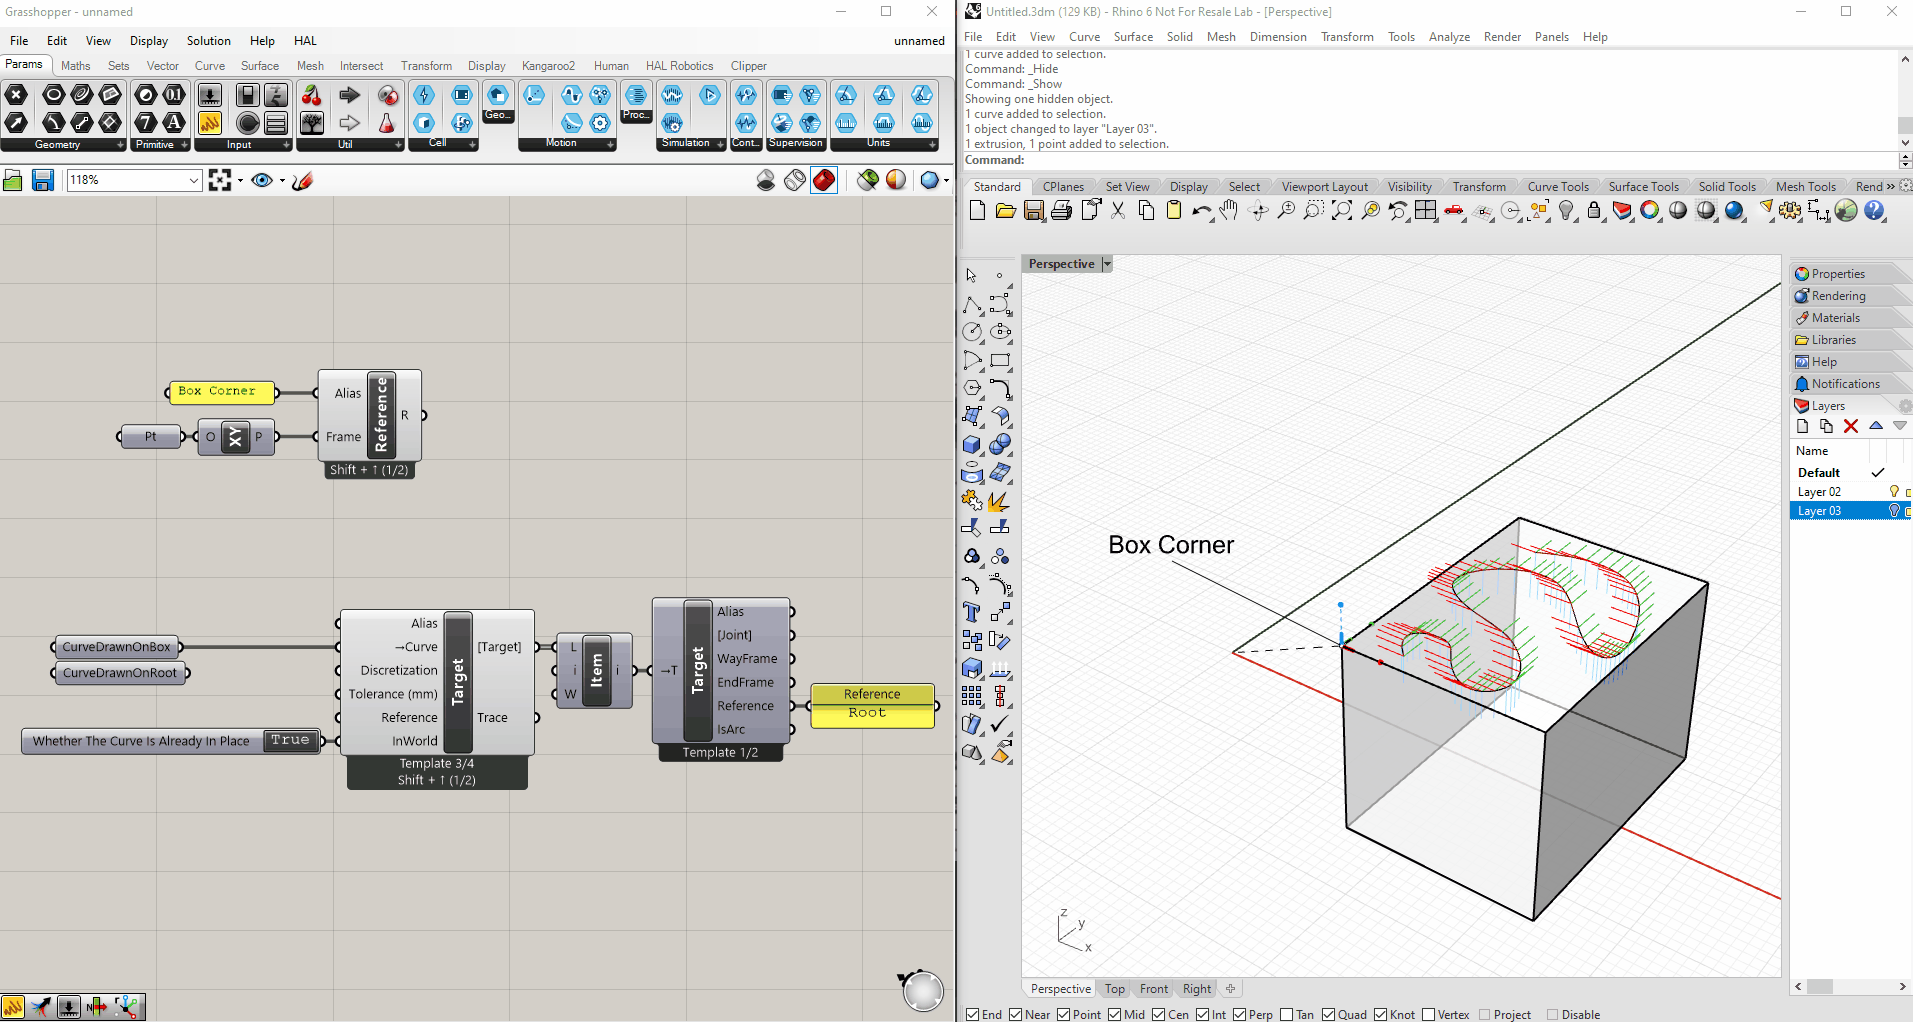 Grasshopper - unnamed
File Edit View Display Solution Help HAL unnamed
Params Maths Sets Vector Curve Surface Mesh Intersect Transform Display Kangaroo2 Human HAL Robotics Clipper
Geo... Proc...
Geometry Primitive Input Util Cell Motion Simulation Cont... Supervision Units
118%
Box Corner
Pt O XY P
Alias Frame Reference R
Shift + ↑ (1/2)
CurveDrawnOnBox
CurveDrawnOnRoot
Whether The Curve Is Already In Place True
Alias
→Curve
Discretization
Tolerance (mm)
Reference
InWorld
Target
[Target]
Trace
Template 3/4
Shift + ↑ (1/2)
L
i
W
Item
i
→T
Target
Alias
[Joint]
WayFrame
EndFrame
Reference
IsArc
Template 1/2
Reference
Root
Untitled.3dm (129 KB) - Rhino 6 Not For Resale Lab - [Perspective]
File Edit View Curve Surface Solid Mesh Dimension Transform Tools Analyze Render Panels Help
1 curve added to selection.
Command: _Hide
Command: _Show
Showing one hidden object.
1 curve added to selection.
1 object changed to layer "Layer 03".
1 extrusion, 1 point added to selection.
Command:
Standard CPlanes Set View Display Select Viewport Layout Visibility Transform Curve Tools Surface Tools Solid Tools Mesh Tools Rend »
Perspective
Box Corner
z
y
x
Properties
Rendering
Materials
Libraries
Help
Notifications
Layers
Name
Default
Layer 02
Layer 03
Perspective Top Front Right
End Near Point Mid Cen Int Perp Tan Quad Knot Vertex Project Disable